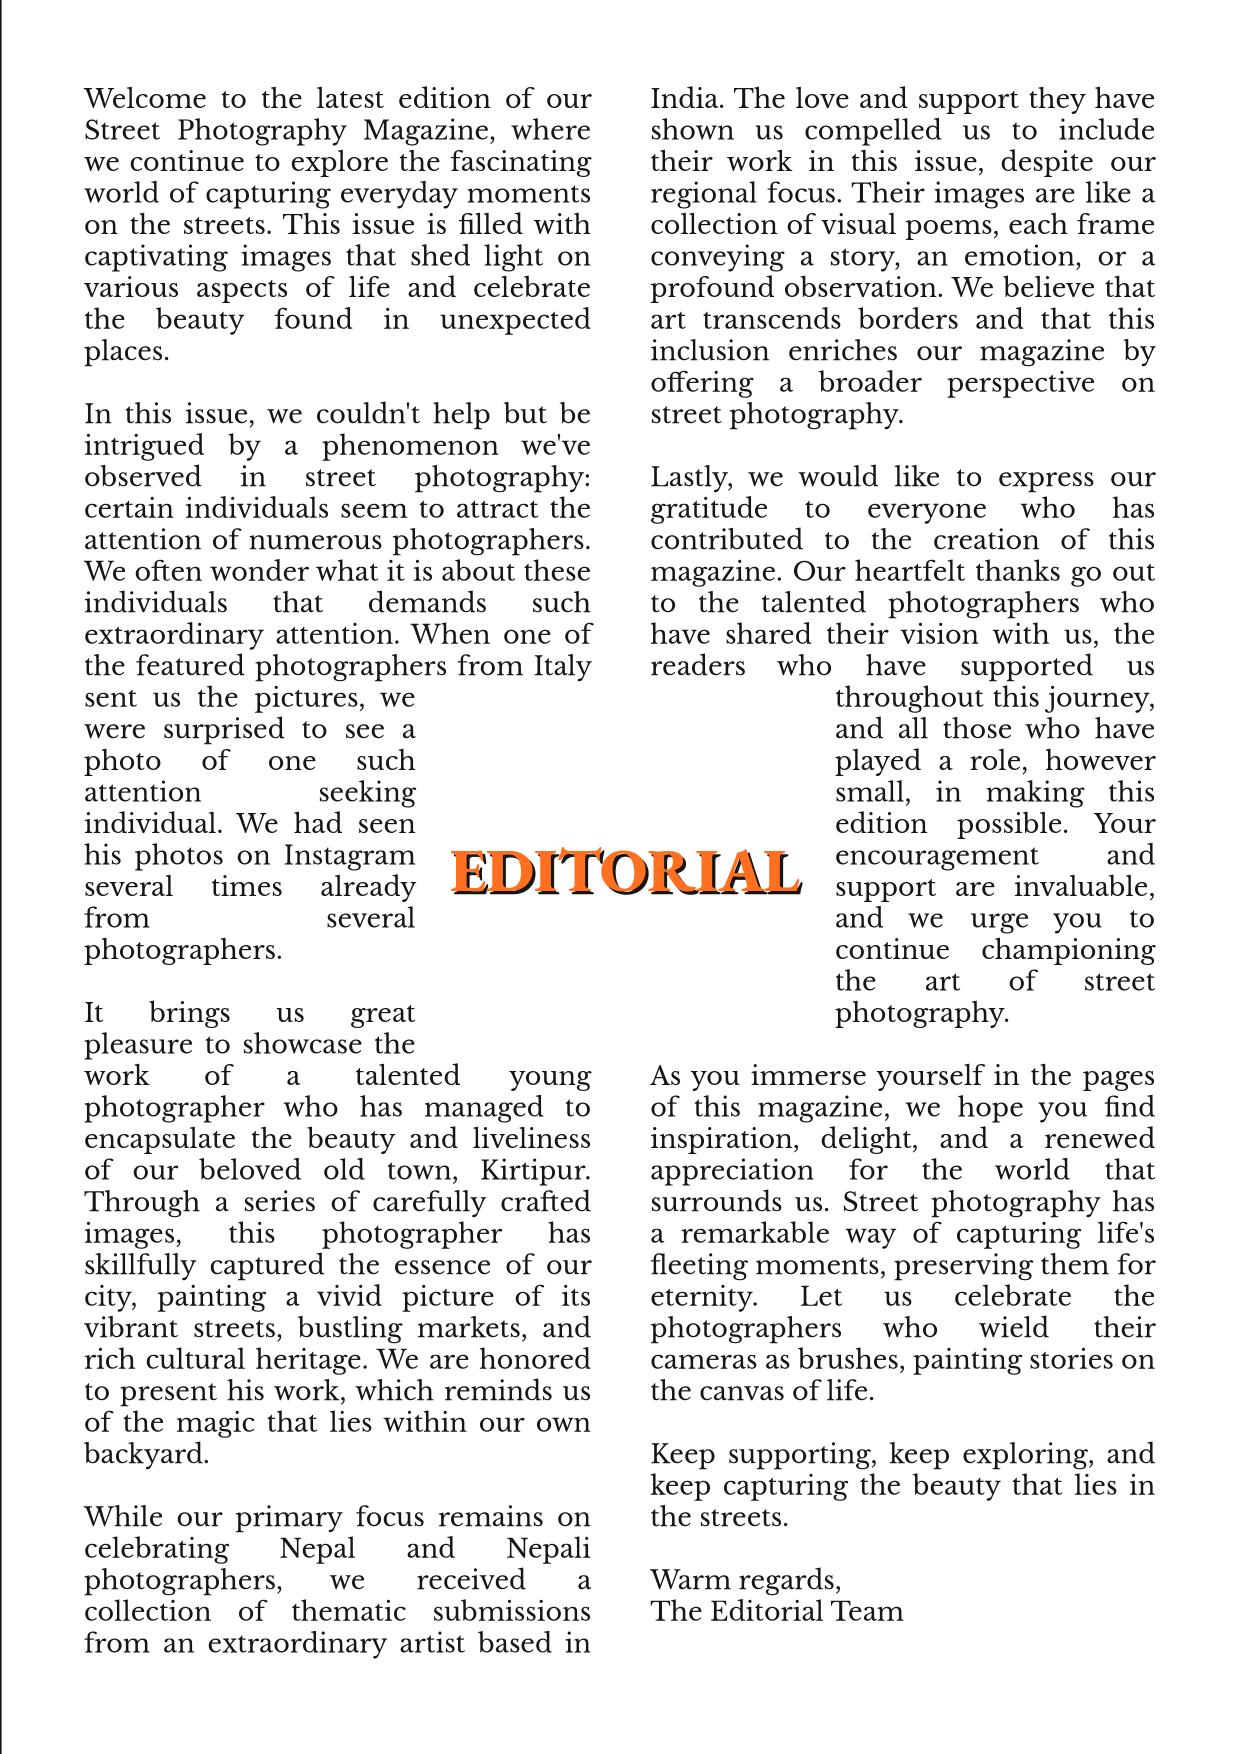 Welcome to the latest edition of our
Street Photography Magazine, where
we continue to explore the fascinating
world of capturing everyday moments
on the streets. This issue is filled with
captivating images that shed light on
various aspects of life and celebrate
the beauty found in unexpected
places.
In this issue, we couldn't help but be
intrigued by a phenomenon we've
observed in street photography:
certain individuals seem to attract the
attention of numerous photographers.
We often wonder what it is about these
individuals that demands such
extraordinary attention. When one of
the featured photographers from Italy
sent us the pictures, we
were surprised to see a
photo of one such
attention seeking
individual. We had seen
his photos on Instagram
several times already
from several
photographers.
It brings us great
pleasure to showcase the
work of a talented young
photographer who has managed to
encapsulate the beauty and liveliness
of our beloved old town, Kirtipur.
Through a series of carefully crafted
images, this photographer has
skillfully captured the essence of our
city, painting a vivid picture of its
vibrant streets, bustling markets, and
rich cultural heritage. We are honored
to present his work, which reminds us
of the magic that lies within our own
backyard.
While our primary focus remains on
celebrating Nepal and Nepali
photographers, we received a
collection of thematic submissions
from an extraordinary artist based in
EDITORIAL
India. The love and support they have
shown us compelled us to include
their work in this issue, despite our
regional focus. Their images are like a
collection of visual poems, each frame
conveying a story, an emotion, or a
profound observation. We believe that
art transcends borders and that this
inclusion enriches our magazine by
offering a broader perspective on
street photography.
Lastly, we would like to express our
gratitude to everyone who has
contributed to the creation of this
magazine. Our heartfelt thanks go out
to the talented photographers who
have shared their vision with us, the
readers who have supported us
throughout this journey,
and all those who have
played a role, however
small, in making this
edition possible. Your
encouragement and
support are invaluable,
and we urge you to
continue championing
the art of street
photography.
As you immerse yourself in the pages
of this magazine, we hope you find
inspiration, delight, and a renewed
appreciation for the world that
surrounds us. Street photography has
a remarkable way of capturing life's
fleeting moments, preserving them for
eternity. Let us celebrate the
photographers who wield their
cameras as brushes, painting stories on
the canvas of life.
Keep supporting, keep exploring, and
keep capturing the beauty that lies in
the streets.
Warm regards,
The Editorial Team